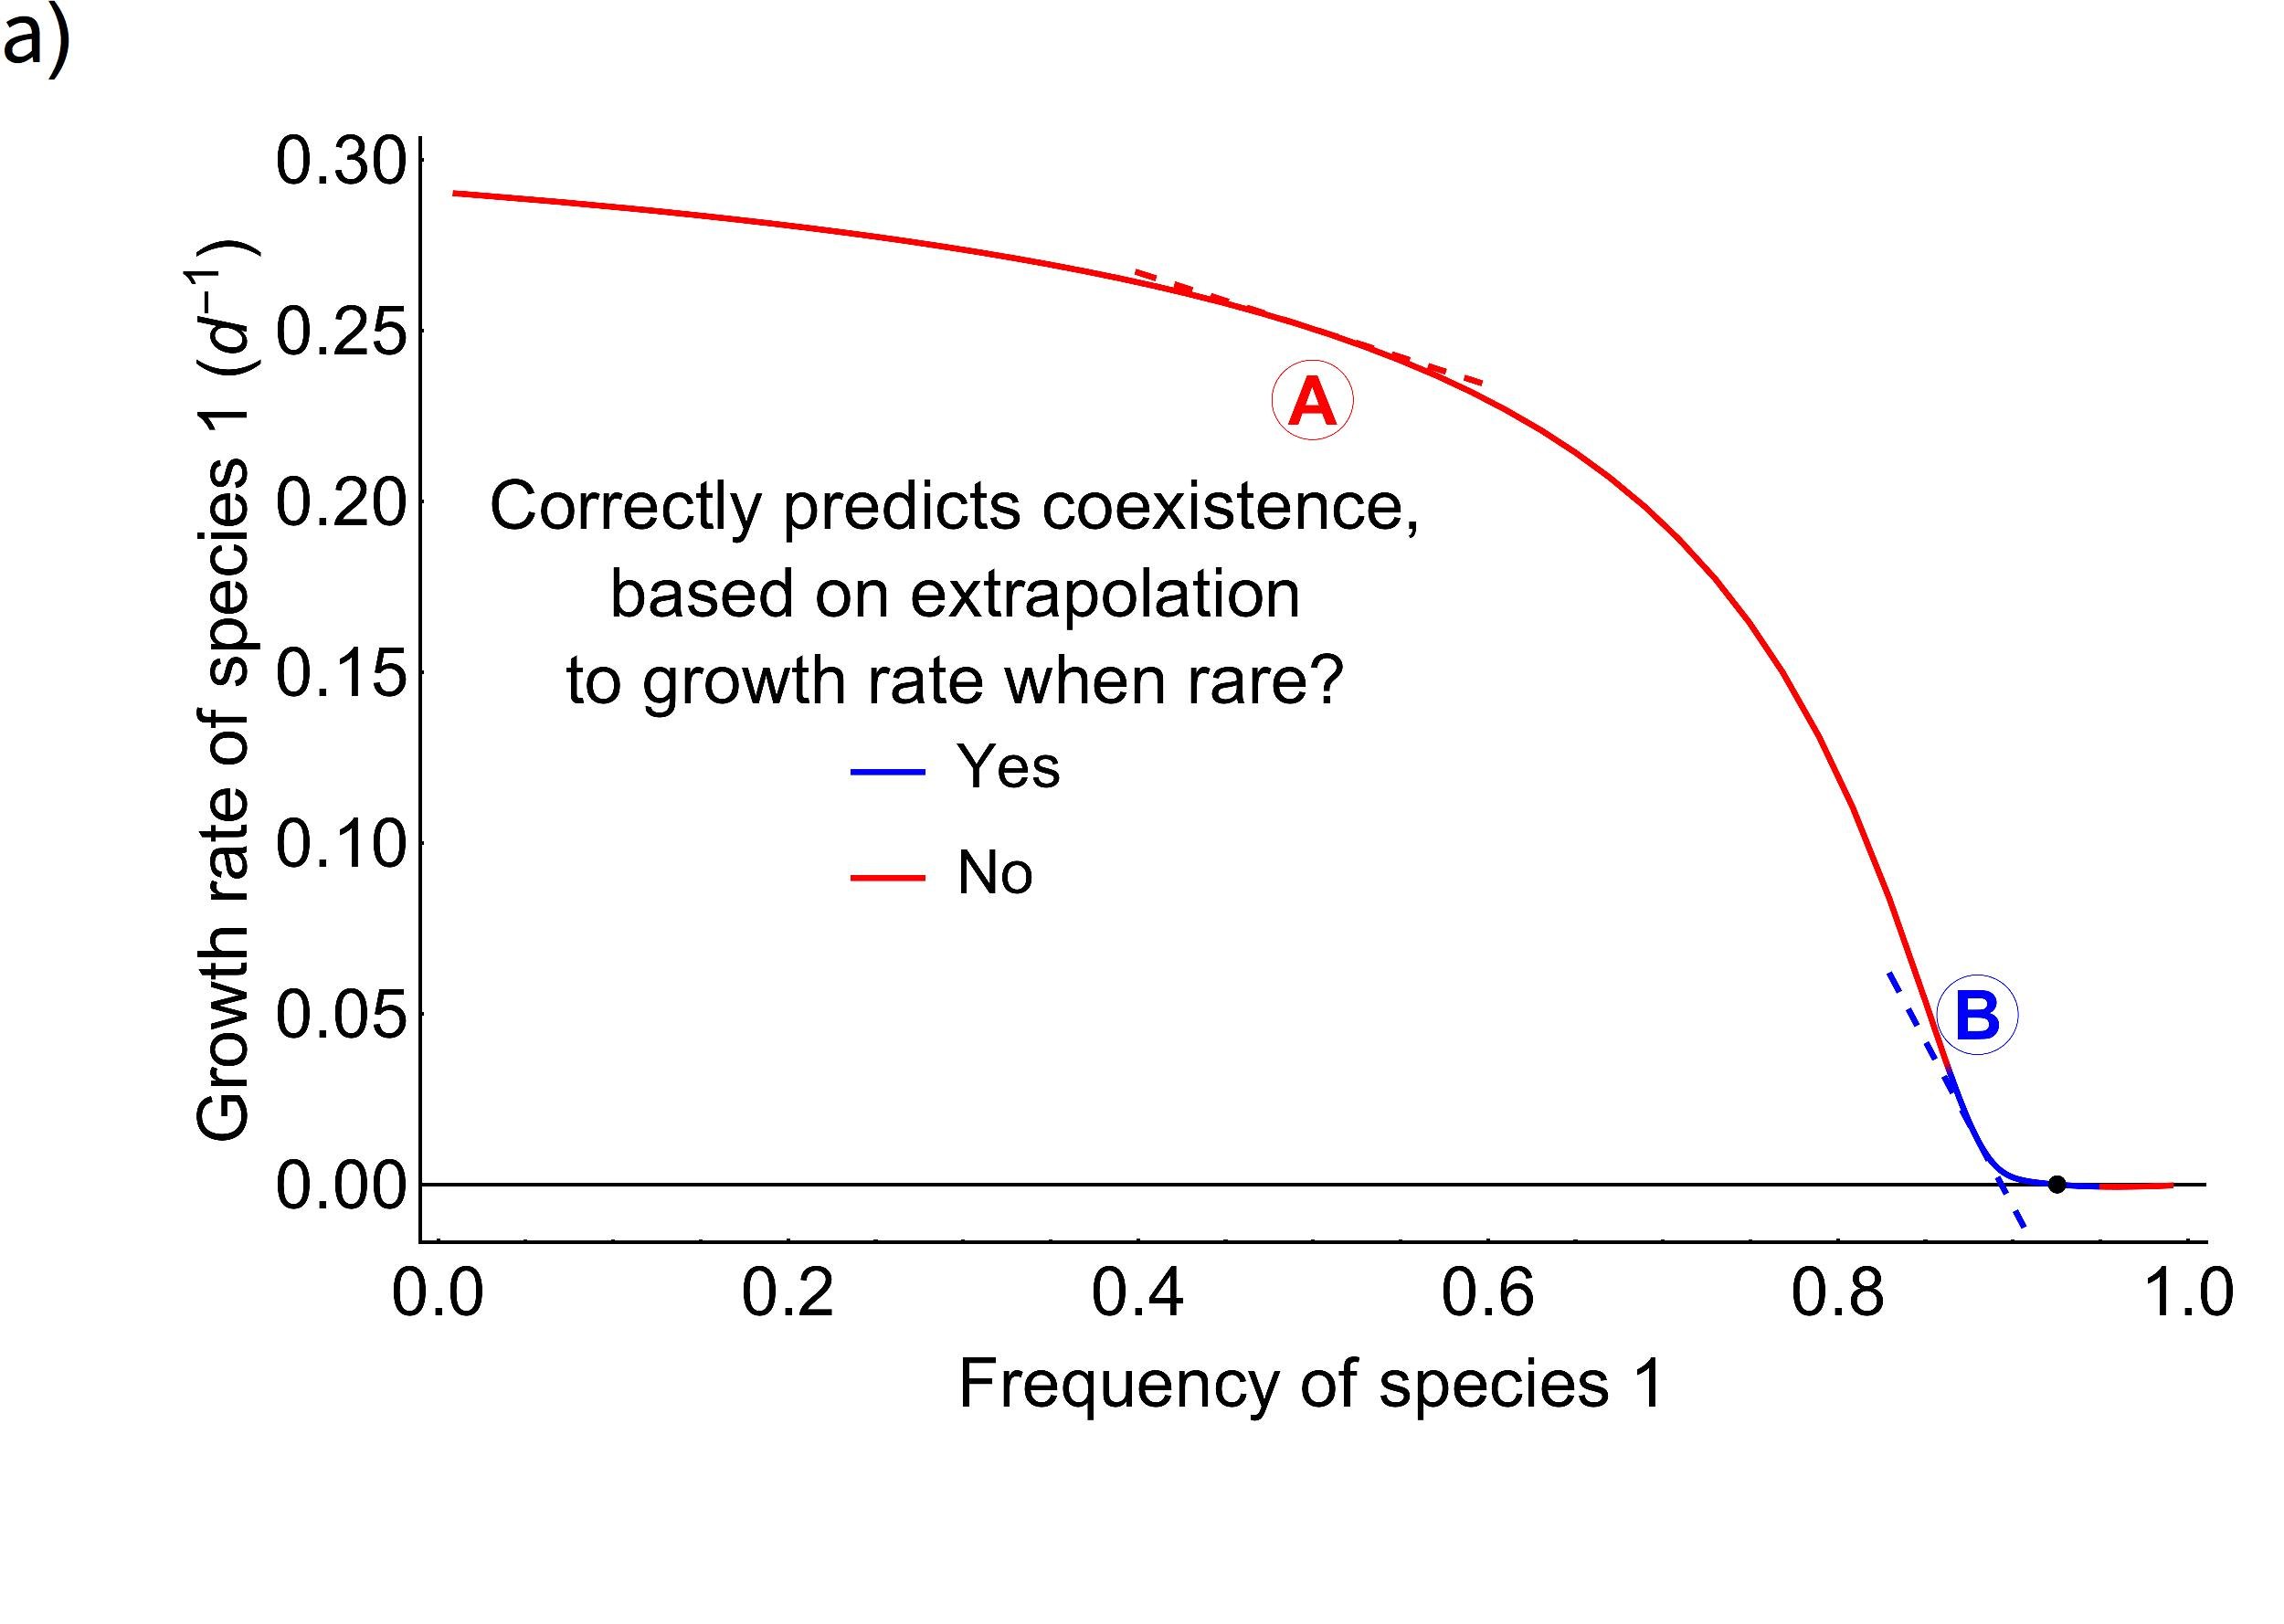 a)
Growth rate of species 1 (d−1)
0.30
0.25
0.20
0.15
0.10
0.05
0.00
A
Correctly predicts coexistence,
based on extrapolation
to growth rate when rare?
Yes
No
B
0.0 0.2 0.4 0.6 0.8 1.0
Frequency of species 1